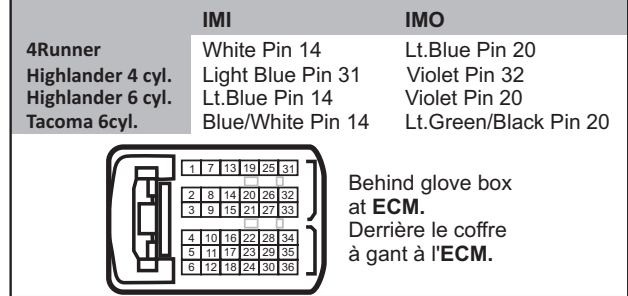 IMI IMO
4Runner White Pin 14 Lt.Blue Pin 20
Highlander 4 cyl. Light Blue Pin 31 Violet Pin 32
Highlander 6 cyl. Lt.Blue Pin 14 Violet Pin 20
Tacoma 6cyl. Blue/White Pin 14 Lt.Green/Black Pin 20
1 7 13 19 25 31
2 8 14 20 26 32
3 9 15 21 27 33
4 10 16 22 28 34
5 11 17 23 29 35
6 12 18 24 30 36
Behind glove box
at ECM.
Derrière le coffre
à gant à l'ECM.